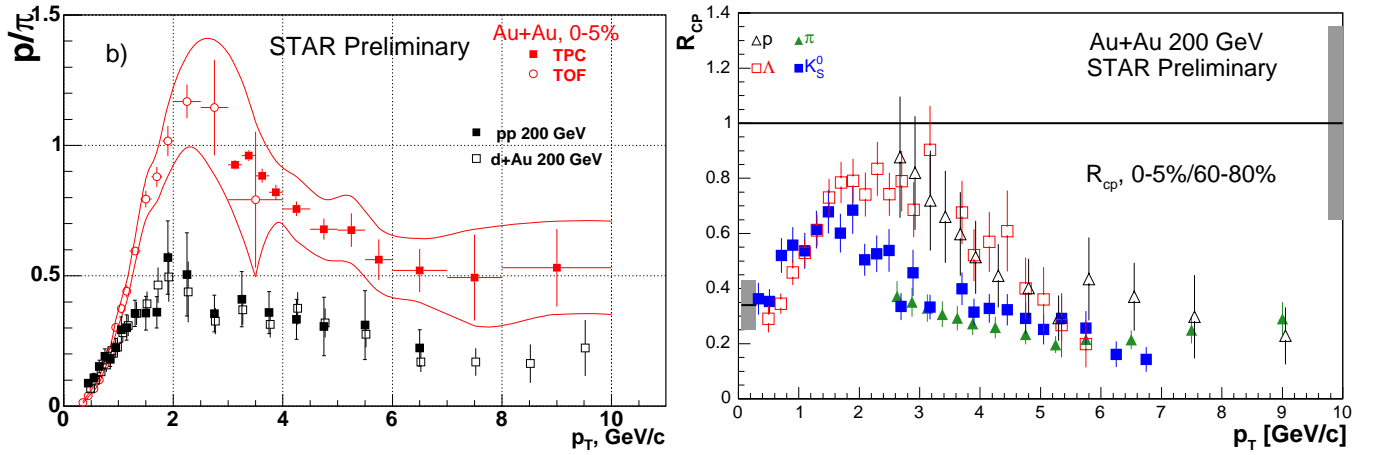 p/π
1.5
1
0.5
0
b)
STAR Preliminary
Au+Au, 0-5%
TPC
TOF
pp 200 GeV
d+Au 200 GeV
0 2 4 6 8 10
p_T, GeV/c
R_CP
1.4
1.2
1
0.8
0.6
0.4
0.2
0
p π
Λ K⁰_S
Au+Au 200 GeV
STAR Preliminary
R_cp, 0-5%/60-80%
0 1 2 3 4 5 6 7 8 9 10
p_T [GeV/c]